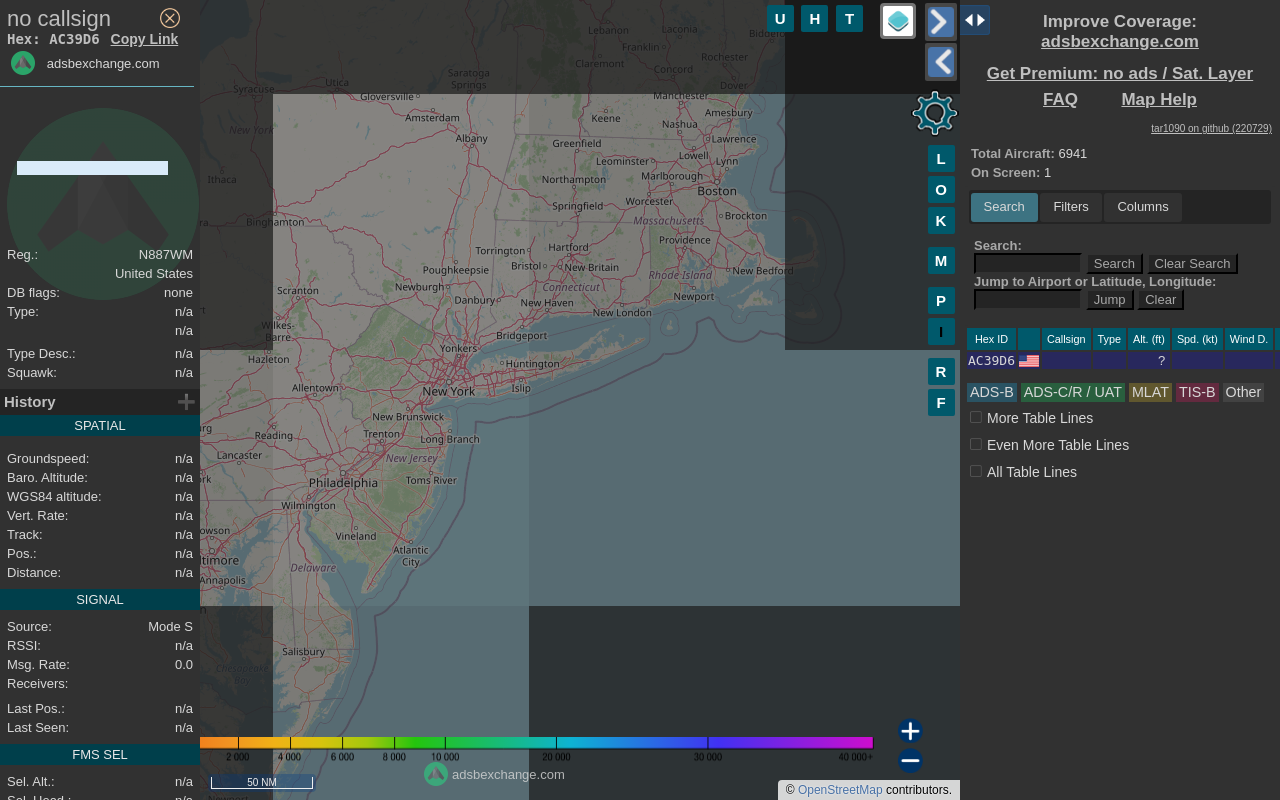 no callsign
Hex: AC39D6 Copy Link
adsbexchange.com
Reg.: N887WM
United States
DB flags: none
Type: n/a
n/a
Type Desc.: n/a
Squawk: n/a
History
SPATIAL
Groundspeed: n/a
Baro. Altitude: n/a
WGS84 altitude: n/a
Vert. Rate: n/a
Track: n/a
Pos.: n/a
Distance: n/a
SIGNAL
Source: Mode S
RSSI: n/a
Msg. Rate: 0.0
Receivers:
Last Pos.: n/a
Last Seen: n/a
FMS SEL
Sel. Alt.: n/a
U H T
L
O
K
M
P
I
R
F
Lebanon
Laconia
Franklin
Rochester
Claremont
Concord
Dover
Utica
Saratoga
Springs
Syracuse
Gloversville
Manchester
Amesbury
Amsterdam
Keene
Nashua
New York
Albany
Greenfield
Lawrence
Leominster
Lowell
Lynn
Ithaca
Northampton
Marlborough
Boston
Springfield
Worcester
Brockton
Binghamton
Massachusetts
Providence
Torrington
Hartford
Poughkeepsie
Bristol
New Britain
Rhode Island
New Bedford
Scranton
Newburgh
Connecticut
Danbury
New Haven
Newport
New London
Wilkes-
Barre
Bridgeport
Hazleton
Yonkers
Huntington
Allentown
New York
Islip
New Brunswick
Reading
Trenton
Long Branch
Lancaster
New Jersey
Philadelphia
Toms River
Wilmington
Vineland
Atlantic
City
Delaware
Annapolis
Salisbury
Chesapeake
2 000 4 000 6 000 8 000 10 000 20 000 30 000 40 000+
adsbexchange.com
50 NM
© OpenStreetMap contributors.
Improve Coverage:
adsbexchange.com
Get Premium: no ads / Sat. Layer
FAQ Map Help
tar1090 on github (220729)
Total Aircraft: 6941
On Screen: 1
Search Filters Columns
Search:
Search Clear Search
Jump to Airport or Latitude, Longitude:
Jump Clear
Hex ID Callsign Type Alt. (ft) Spd. (kt) Wind D.
AC39D6 ?
ADS-B ADS-C/R / UAT MLAT TIS-B Other
More Table Lines
Even More Table Lines
All Table Lines